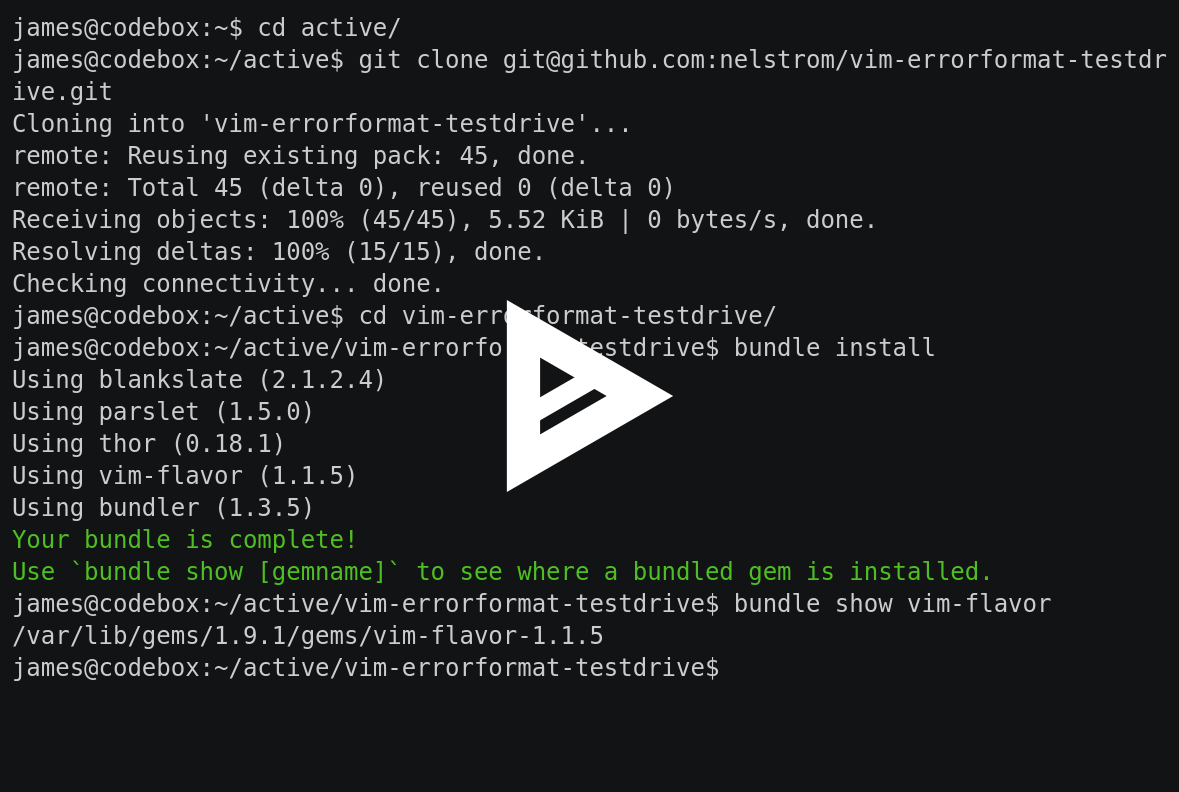 james@codebox:~$ cd active/
james@codebox:~/active$ git clone git@github.com:nelstrom/vim-errorformat-testdr
ive.git
Cloning into 'vim-errorformat-testdrive'...
remote: Reusing existing pack: 45, done.
remote: Total 45 (delta 0), reused 0 (delta 0)
Receiving objects: 100% (45/45), 5.52 KiB | 0 bytes/s, done.
Resolving deltas: 100% (15/15), done.
Checking connectivity... done.
james@codebox:~/active$ cd vim-errorformat-testdrive/
james@codebox:~/active/vim-errorformat-testdrive$ bundle install
Using blankslate (2.1.2.4)
Using parslet (1.5.0)
Using thor (0.18.1)
Using vim-flavor (1.1.5)
Using bundler (1.3.5)
Your bundle is complete!
Use `bundle show [gemname]` to see where a bundled gem is installed.
james@codebox:~/active/vim-errorformat-testdrive$ bundle show vim-flavor
/var/lib/gems/1.9.1/gems/vim-flavor-1.1.5
james@codebox:~/active/vim-errorformat-testdrive$